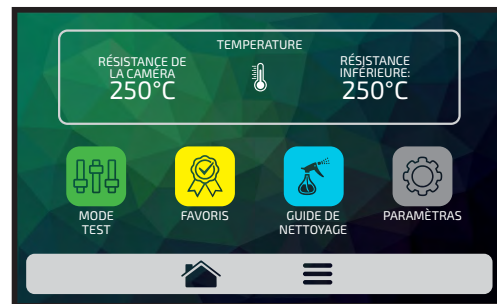 TEMPERATURE
RÉSISTANCE DE
LA CAMÉRA
250°C
RÉSISTANCE
INFÉRIEURE:
250°C
MODE
TEST
FAVORIS
GUIDE DE
NETTOYAGE
PARAMÈTRAS